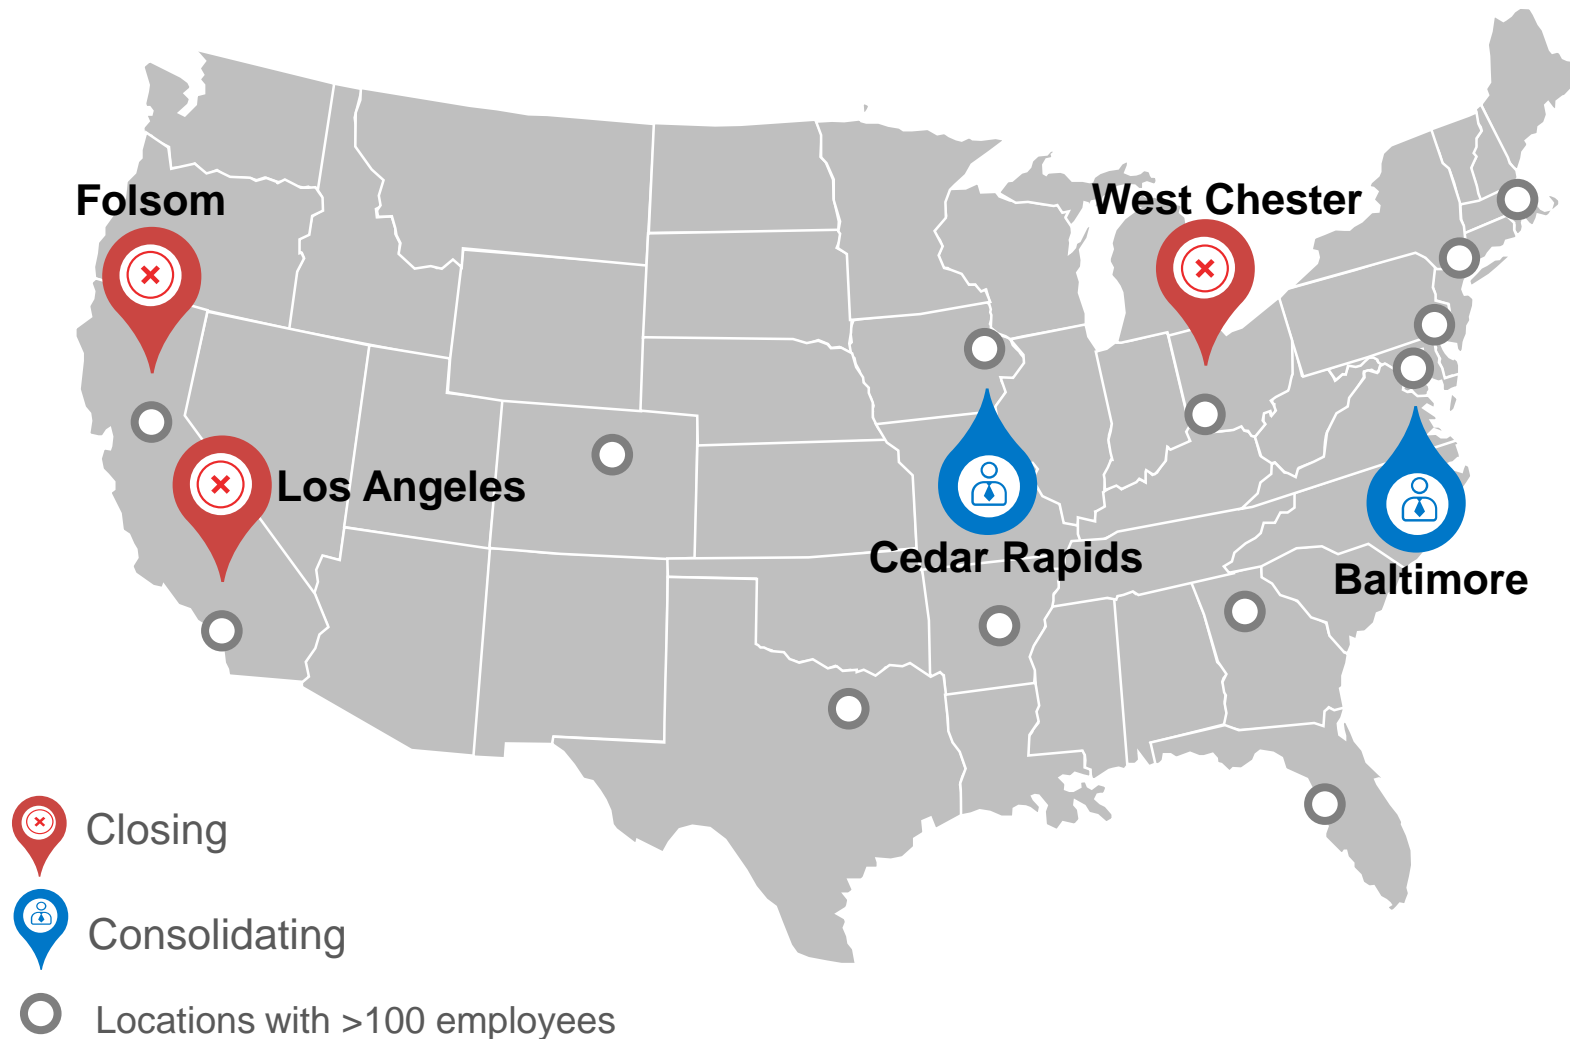 Folsom
West Chester
Los Angeles
Cedar Rapids
Baltimore
Closing
Consolidating
Locations with >100 employees